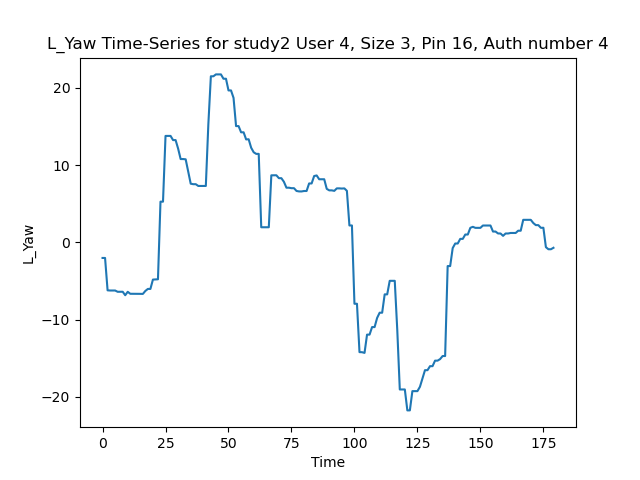 L_Yaw Time-Series for study2 User 4, Size 3, Pin 16, Auth number 4
20
10
0
−10
−20
L_Yaw
0 25 50 75 100 125 150 175
Time